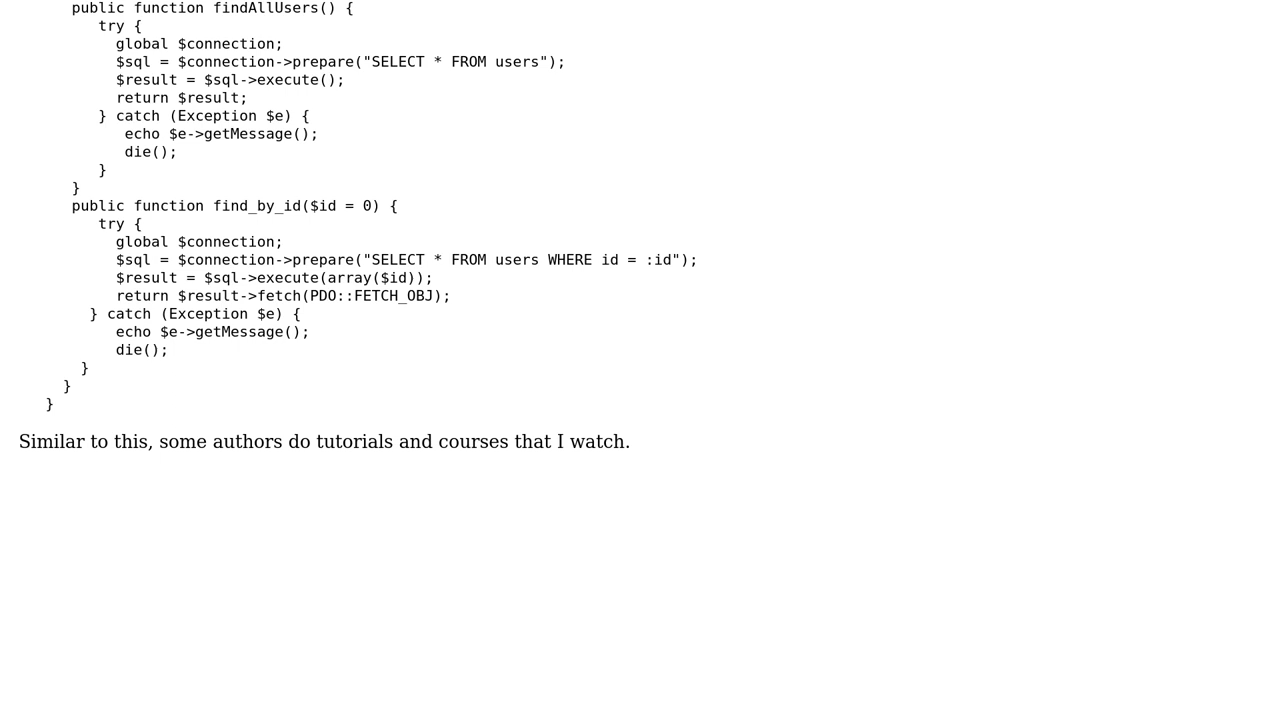 public function findAllUsers() {
try {
global $connection;
$sql = $connection->prepare("SELECT * FROM users");
$result = $sql->execute();
return $result;
} catch (Exception $e) {
echo $e->getMessage();
die();
}
}
public function find_by_id($id = 0) {
try {
global $connection;
$sql = $connection->prepare("SELECT * FROM users WHERE id = :id");
$result = $sql->execute(array($id));
return $result->fetch(PDO::FETCH_OBJ);
} catch (Exception $e) {
echo $e->getMessage();
die();
}
}
}
Similar to this, some authors do tutorials and courses that I watch.